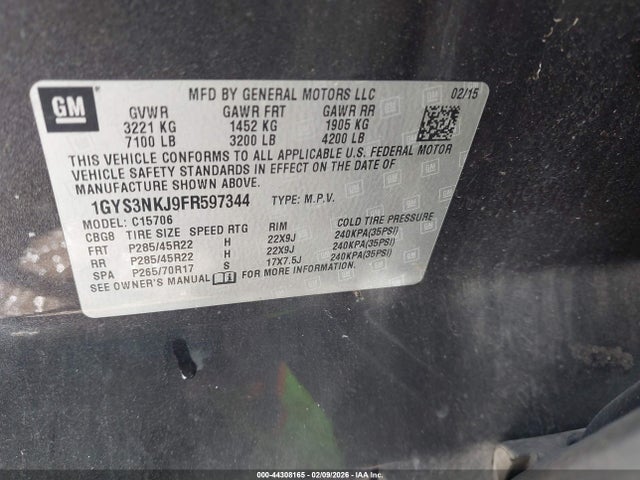 GM
MFD BY GENERAL MOTORS LLC 02/15
GVWR GAWR FRT GAWR RR
3221 KG 1452 KG 1905 KG
7100 LB 3200 LB 4200 LB
THIS VEHICLE CONFORMS TO ALL APPLICABLE U.S. FEDERAL MOTOR
VEHICLE SAFETY STANDARDS IN EFFECT ON THE DATE OF
MANUFACTURE SHOWN ABOVE.
1GYS3NKJ9FR597344 TYPE: M.P.V.
MODEL: C15706
CBG8 TIRE SIZE SPEED RTG RIM COLD TIRE PRESSURE
FRT P285/45R22 H 22X9J 240KPA(35PSI)
RR P285/45R22 H 22X9J 240KPA(35PSI)
SPA P265/70R17 S 17X7.5J 240KPA(35PSI)
SEE OWNER'S MANUAL FOR MORE INFORMATION.
000-44308165 - 02/09/2026 - IAA Inc.